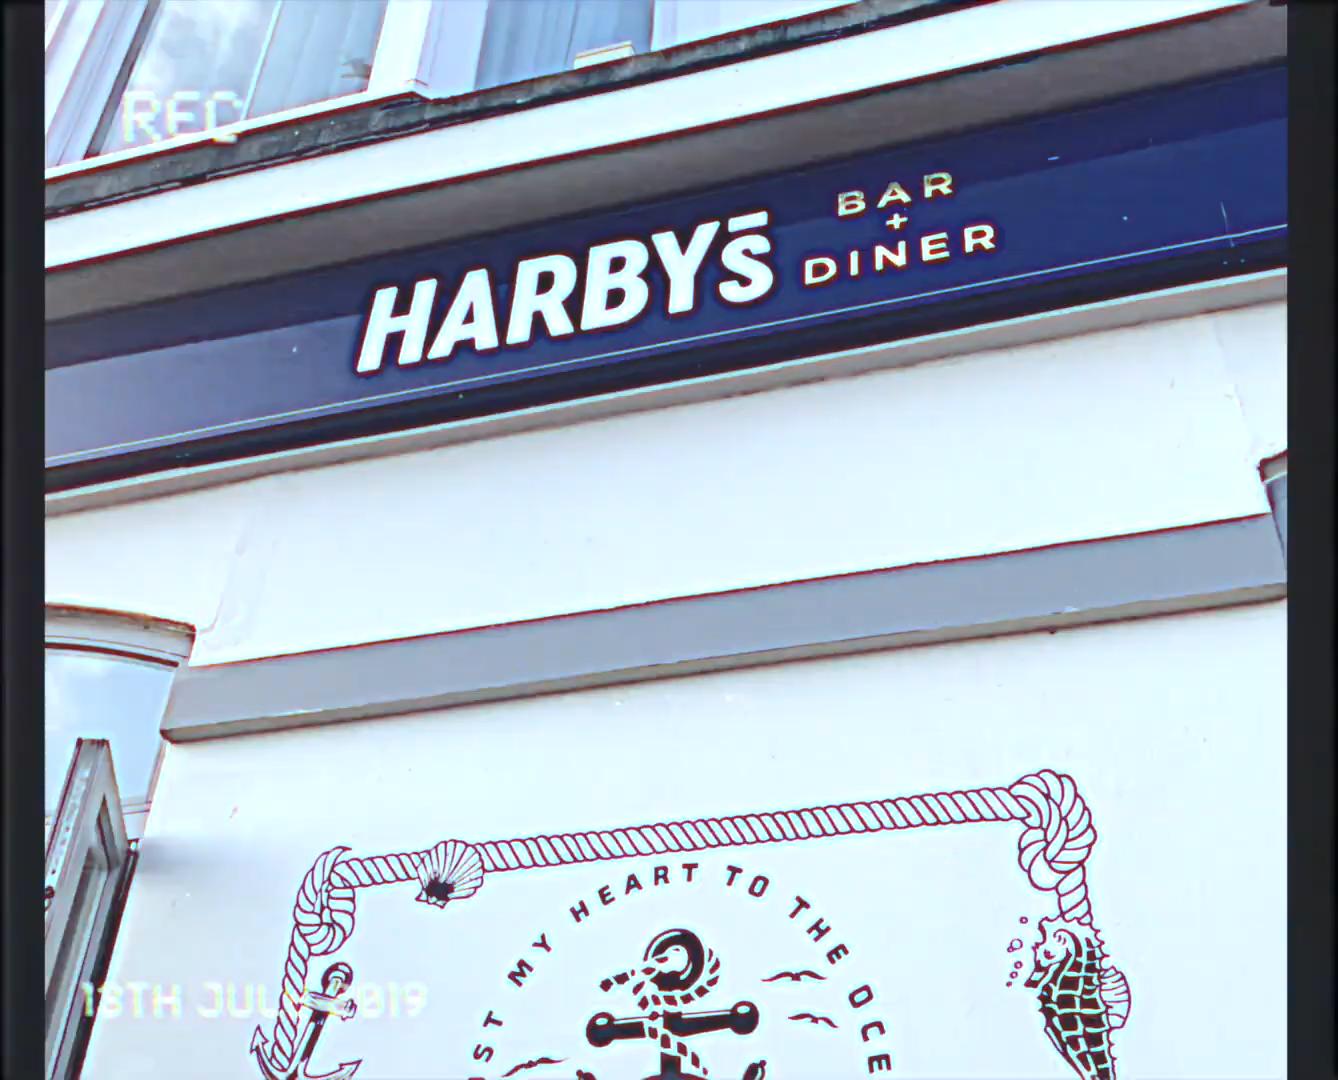 REC
HARBYS
BAR
+
DINER
MY HEART TO THE